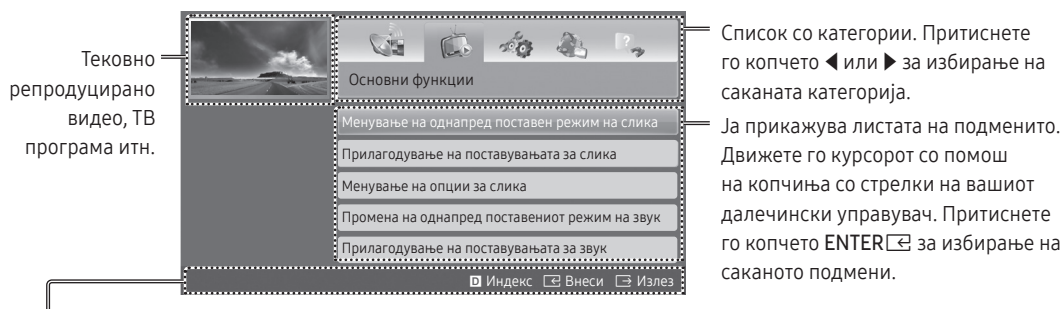 Тековно
репродуцирано
видео, ТВ
програма итн.
Основни функции
Менување на однапред поставен режим на слика
Прилагодување на поставувањата за слика
Менување на опции за слика
Промена на однапред поставениот режим на звук
Прилагодување на поставувањата за звук
D Индекс Внеси Излез
Список со категории. Притиснете
го копчето ◀ или ▶ за избирање на
саканата категорија.
Ја прикажува листата на подменито.
Движете го курсорот со помош
на копчиња со стрелки на вашиот
далечински управувач. Притиснете
го копчето ENTER за избирање на
саканото подмени.